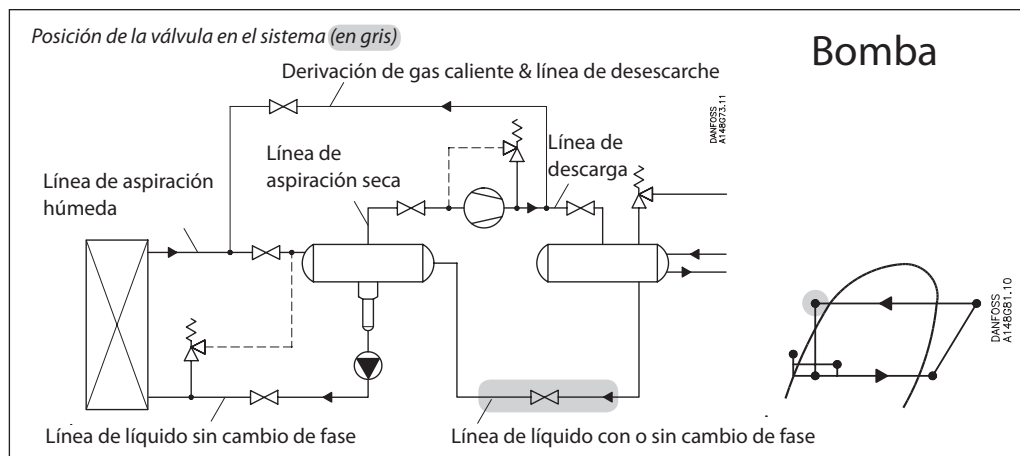 Posición de la válvula en el sistema (en gris)
Bomba
Derivación de gas caliente & línea de desescarche
DANFOSS
A148G73.11
Línea de
aspiración seca
Línea de
descarga
Línea de aspiración
húmeda
DANFOSS
A148G81.10
Línea de líquido sin cambio de fase
Línea de líquido con o sin cambio de fase